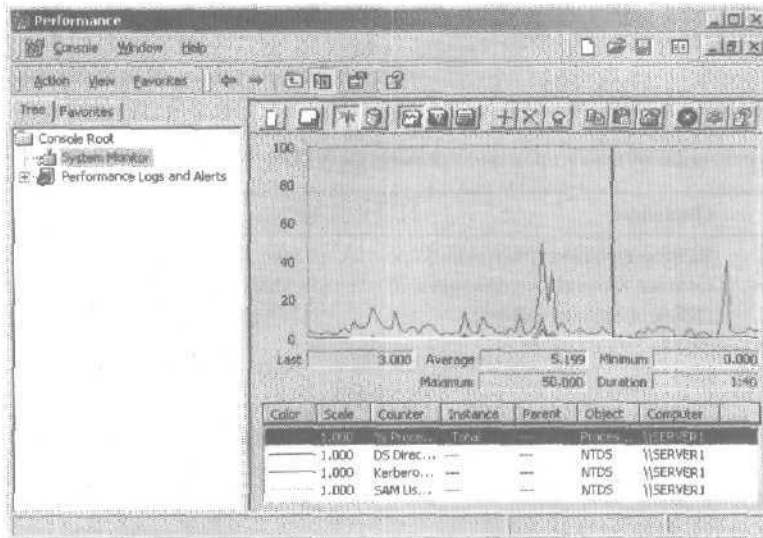 Performance
Console Window Help
Action View Favorites
Tree Favorites
Console Root
System Monitor
Performance Logs and Alerts
100
80
60
40
20
0
Last 3.000 Average 5.199 Minimum 0.000
Maximum 50.000 Duration 1:40
Color Scale Counter Instance Parent Object Computer
1.000 % Proce... _Total --- Proces... \\SERVER1
1.000 DS Direc... --- --- NTDS \\SERVER1
1.000 Kerbero... --- --- NTDS \\SERVER1
1.000 SAM Us... --- --- NTDS \\SERVER1